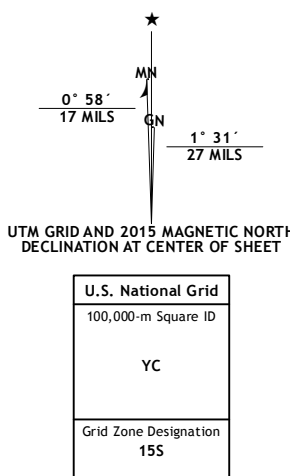 MN
0° 58´
17 MILS
GN
1° 31´
27 MILS
UTM GRID AND 2015 MAGNETIC NORTH
DECLINATION AT CENTER OF SHEET
U.S. National Grid
100,000-m Square ID
YC
Grid Zone Designation
15S